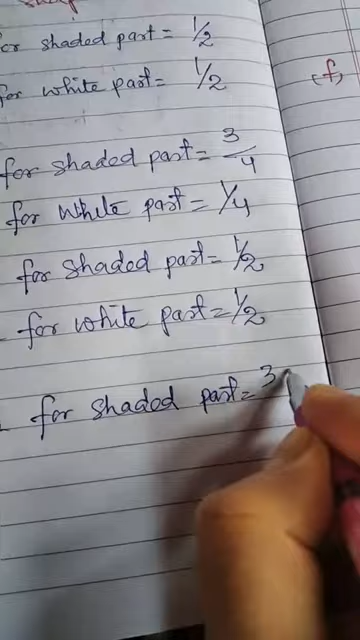 for shaded part = 1/2
for white part = 1/2
(f)
for shaded part = 3/4
for white part = 1/4
for shaded part = 1/2
for white part = 1/2
for shaded part = 3